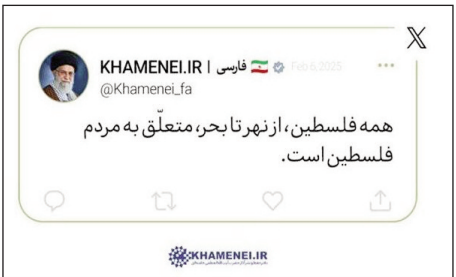 KHAMENEI.IR | فارسی Feb 6, 2025
@Khamenei_fa
همه فلسطین، از نهر تا بحر، متعلّق به مردم
فلسطین است.
KHAMENEI.IR